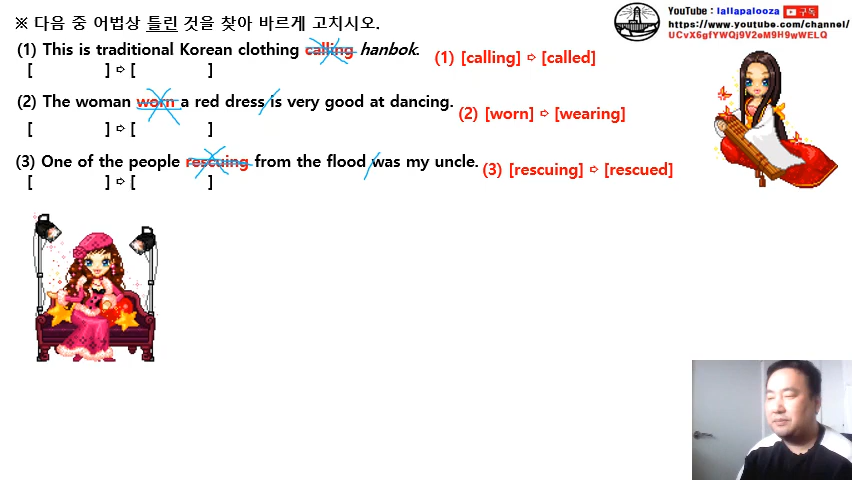 ※ 다음 중 어법상 틀린 것을 찾아 바르게 고치시오.
YouTube : lallapalooza 구독
https://www.youtube.com/channel/
UCvX6gfYWQj9V2eM9H9wWELQ
(1) This is traditional Korean clothing calling hanbok.
(1) [calling] ⇨ [called]
[ ] ⇨ [ ]
(2) The woman worn a red dress is very good at dancing.
(2) [worn] ⇨ [wearing]
[ ] ⇨ [ ]
(3) One of the people rescuing from the flood was my uncle.
(3) [rescuing] ⇨ [rescued]
[ ] ⇨ [ ]